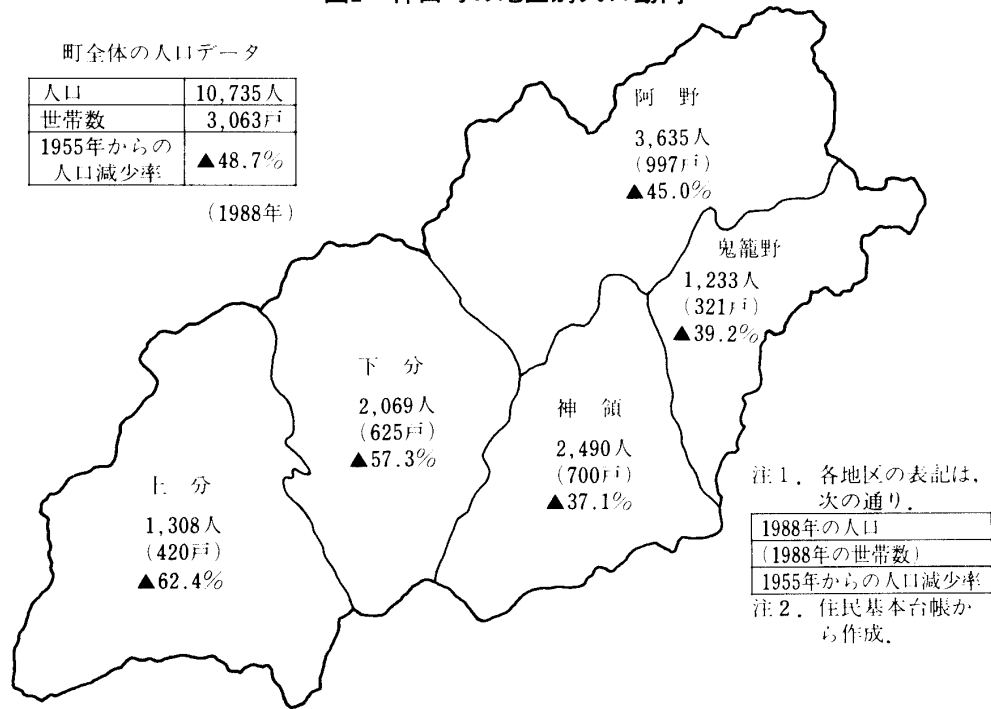 町全体の人口データ
人口 10,735人
世帯数 3,063戸
1955年からの
人口減少率 ▲48.7%
(1988年)
阿野
3,635人
(997戸)
▲45.0%
鬼籠野
1,233人
(321戸)
▲39.2%
下分
2,069人
(625戸)
▲57.3%
神領
2,490人
(700戸)
▲37.1%
上分
1,308人
(420戸)
▲62.4%
注1. 各地区の表記は,
次の通り.
1988年の人口
(1988年の世帯数)
1955年からの人口減少率
注2. 住民基本台帳か
ら作成.